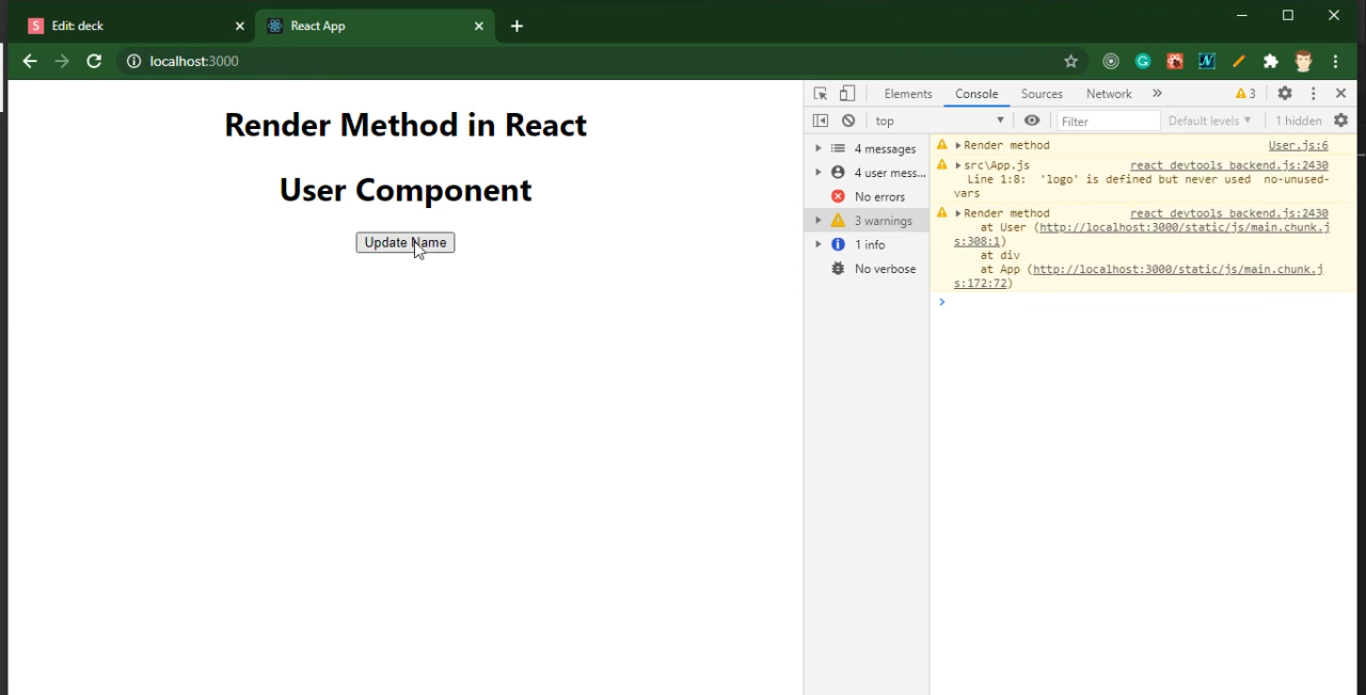 S Edit: deck
React App
localhost:3000
Render Method in React
User Component
Update Name
Elements Console Sources Network » 3
top Filter Default levels 1 hidden
4 messages
4 user mess...
No errors
3 warnings
1 info
No verbose
Render method User.js:6
src\App.js react_devtools_backend.js:2430
Line 1:8: 'logo' is defined but never used no-unused-
vars
Render method react_devtools_backend.js:2430
at User (http://localhost:3000/static/js/main.chunk.j
s:308:1)
at div
at App (http://localhost:3000/static/js/main.chunk.j
s:172:72)